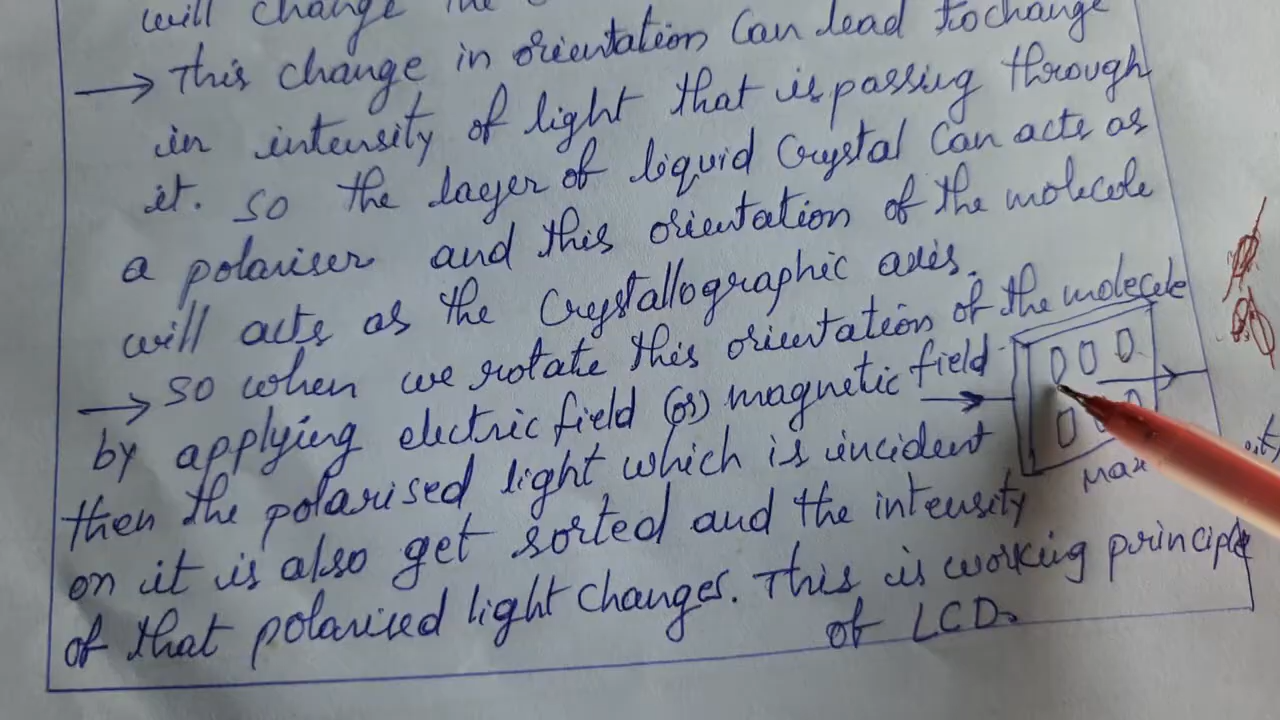 will change the
→ This change in orientation can lead to change
in intensity of light that is passing through
it. So the layer of liquid Crystal Can acts as
a polariser and this orientation of the molecule
will acts as the Crystallographic axis.
→ So when we rotate this orientation of the molecule
by applying electric field (or) magnetic field
then the polarised light which is incident
on it is also get sorted and the intensity
of that polarised light changes. This is working principle
of LCDs
Max